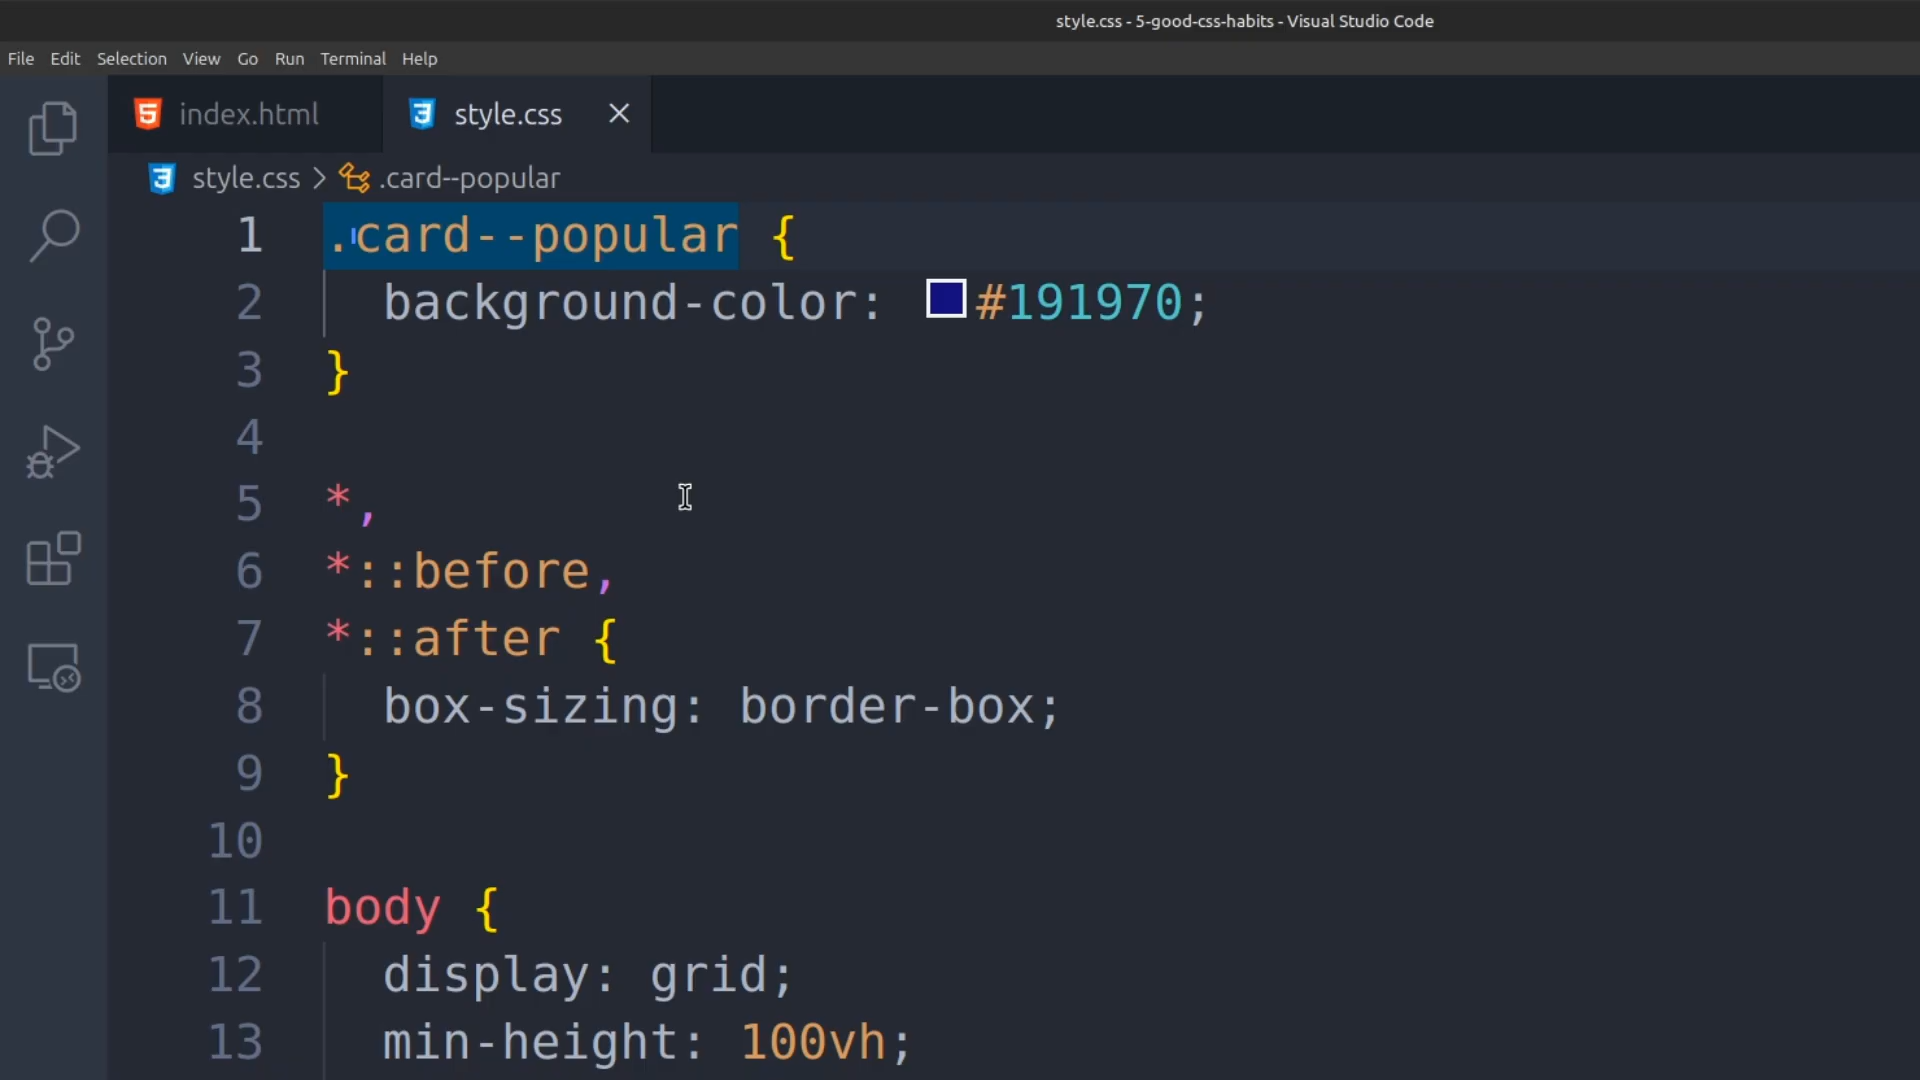 style.css - 5-good-css-habits - Visual Studio Code
File Edit Selection View Go Run Terminal Help
index.html style.css
style.css > .card--popular
1 .card--popular {
2 background-color: #191970;
3 }
4
5 *,
6 *::before,
7 *::after {
8 box-sizing: border-box;
9 }
10
11 body {
12 display: grid;
13 min-height: 100vh;